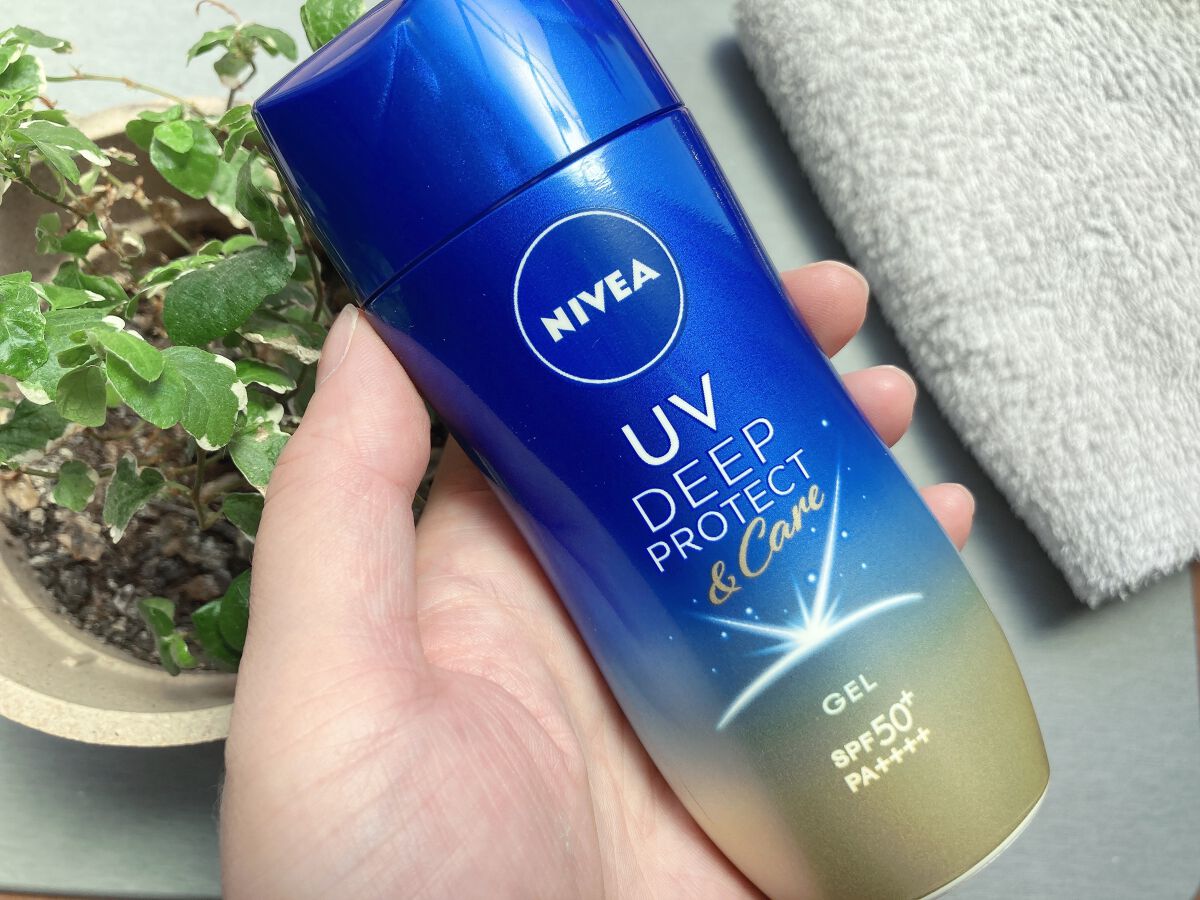 NIVEA
UV
DEEP
PROTECT
& Care
GEL
SPF50+
PA++++